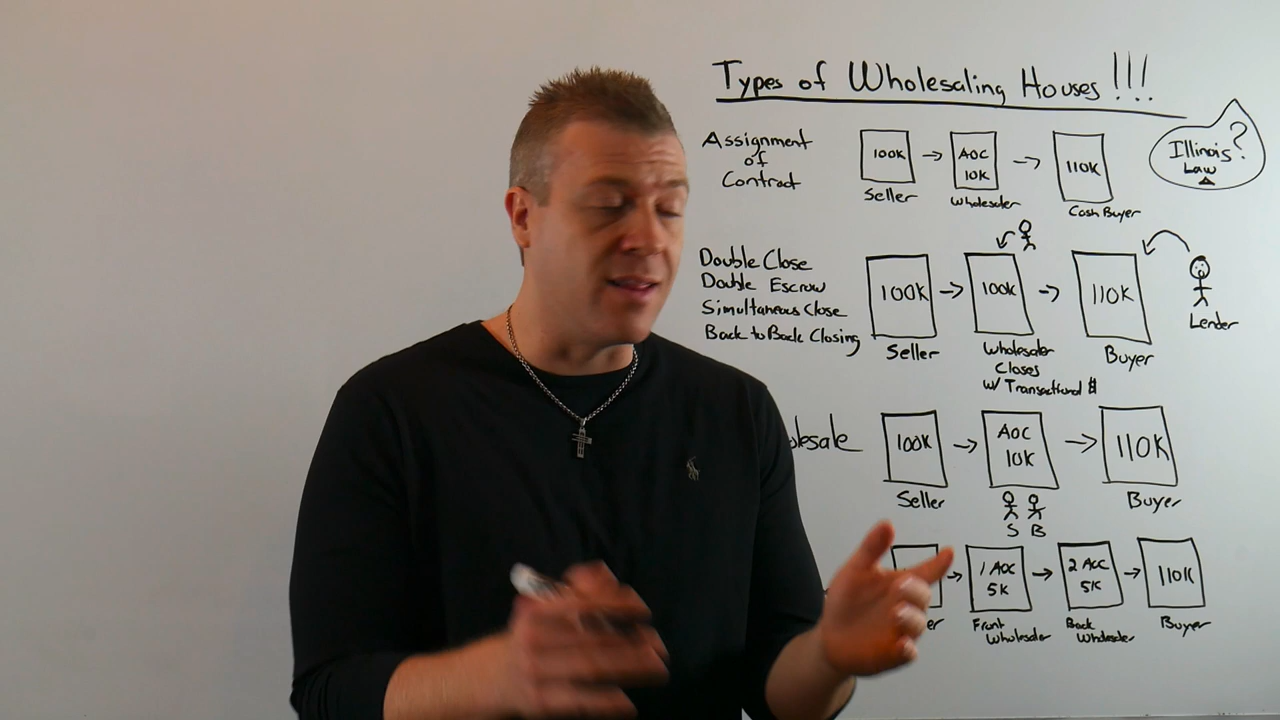 Types of Wholesaling Houses !!!
Assignment
of
Contract
100K
Seller
AOC
10K
Wholesaler
110K
Cash Buyer
Illinois?
Law
Double Close
Double Escrow
Simultaneous Close
Back to Back Closing
100K
Seller
100K
Wholesaler
Closes
w/ Transactional $
110K
Buyer
Lender
olesale
100K
Seller
AOC
10K
S B
110K
Buyer
er
1 AOC
5K
Front
Wholesaler
2 AOC
5K
Back
Wholesaler
110K
Buyer